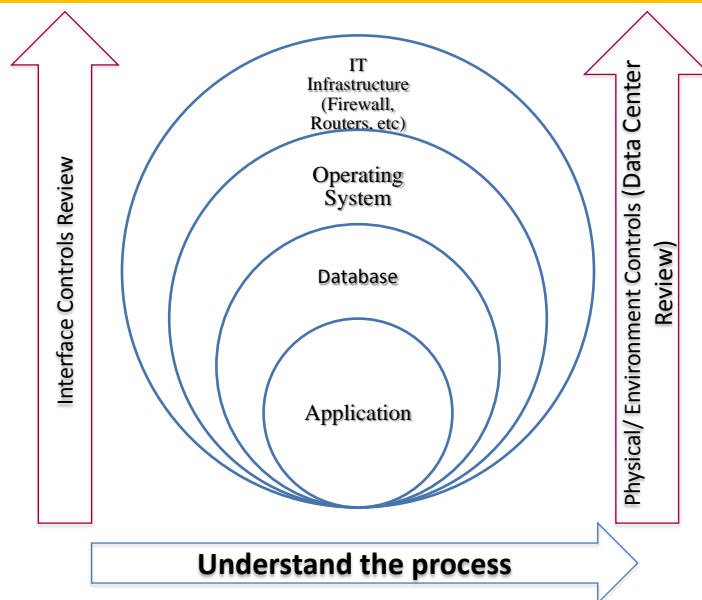 Interface Controls Review
IT
Infrastructure
(Firewall,
Routers, etc)
Operating
System
Database
Application
Physical/ Environment Controls (Data Center
Review)
Understand the process